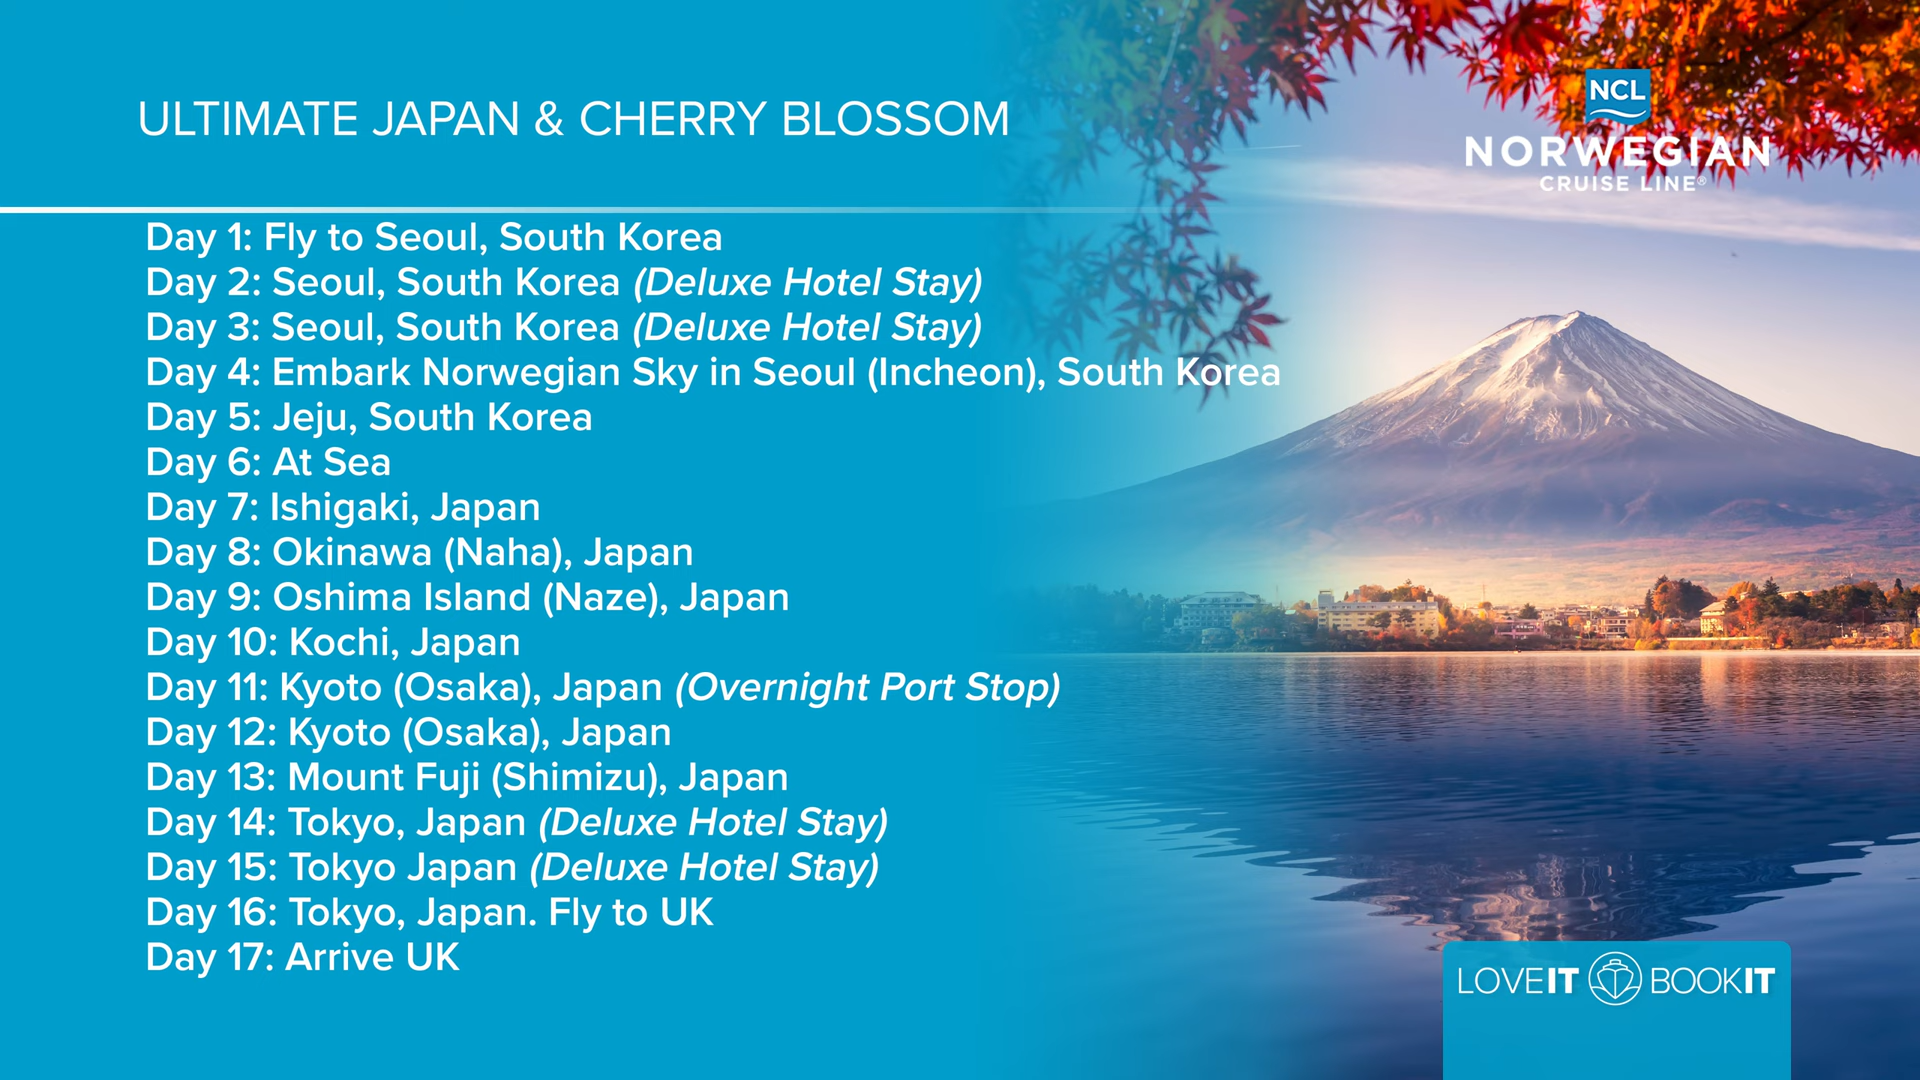 ULTIMATE JAPAN & CHERRY BLOSSOM
NCL
NORWEGIAN
CRUISE LINE®
Day 1: Fly to Seoul, South Korea
Day 2: Seoul, South Korea (Deluxe Hotel Stay)
Day 3: Seoul, South Korea (Deluxe Hotel Stay)
Day 4: Embark Norwegian Sky in Seoul (Incheon), South Korea
Day 5: Jeju, South Korea
Day 6: At Sea
Day 7: Ishigaki, Japan
Day 8: Okinawa (Naha), Japan
Day 9: Oshima Island (Naze), Japan
Day 10: Kochi, Japan
Day 11: Kyoto (Osaka), Japan (Overnight Port Stop)
Day 12: Kyoto (Osaka), Japan
Day 13: Mount Fuji (Shimizu), Japan
Day 14: Tokyo, Japan (Deluxe Hotel Stay)
Day 15: Tokyo Japan (Deluxe Hotel Stay)
Day 16: Tokyo, Japan. Fly to UK
Day 17: Arrive UK
LOVEIT BOOKIT